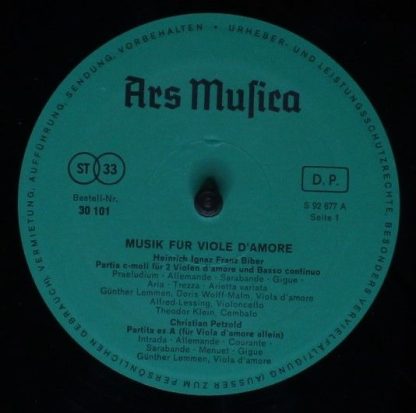 URHEBER- UND LEISTUNGSSCHUTZRECHTE, BESONDERS VERVIELFÄLTIGUNG (AUSSER ZUM PERSÖNLICHEN GEBRAUCH) VERMIETUNG, AUFFÜHRUNG, SENDUNG, VORBEHALTEN •
Ars Musica
ST 33
D. P.
Bestell-Nr.
30 101
S 92 677 A
Seite 1
MUSIK FUR VIOLE D'AMORE
Heinrich Ignaz Franz Biber
Partia c-moll für 2 Violen d'amore und Basso continuo
Praeludium - Allemande - Sarabande - Gigue -
Aria - Trezza - Arietta variata
Günther Lemmen, Doris Wolff-Malm, Viola d'amore
Alfred Lessing, Violoncello
Theodor Klein, Cembalo
Christian Petzold
Partita es A (für Viola d'amore allein)
Intrada - Allemande - Courante -
Sarabande - Menuet - Gigue
Günther Lemmen, Viola d'amore